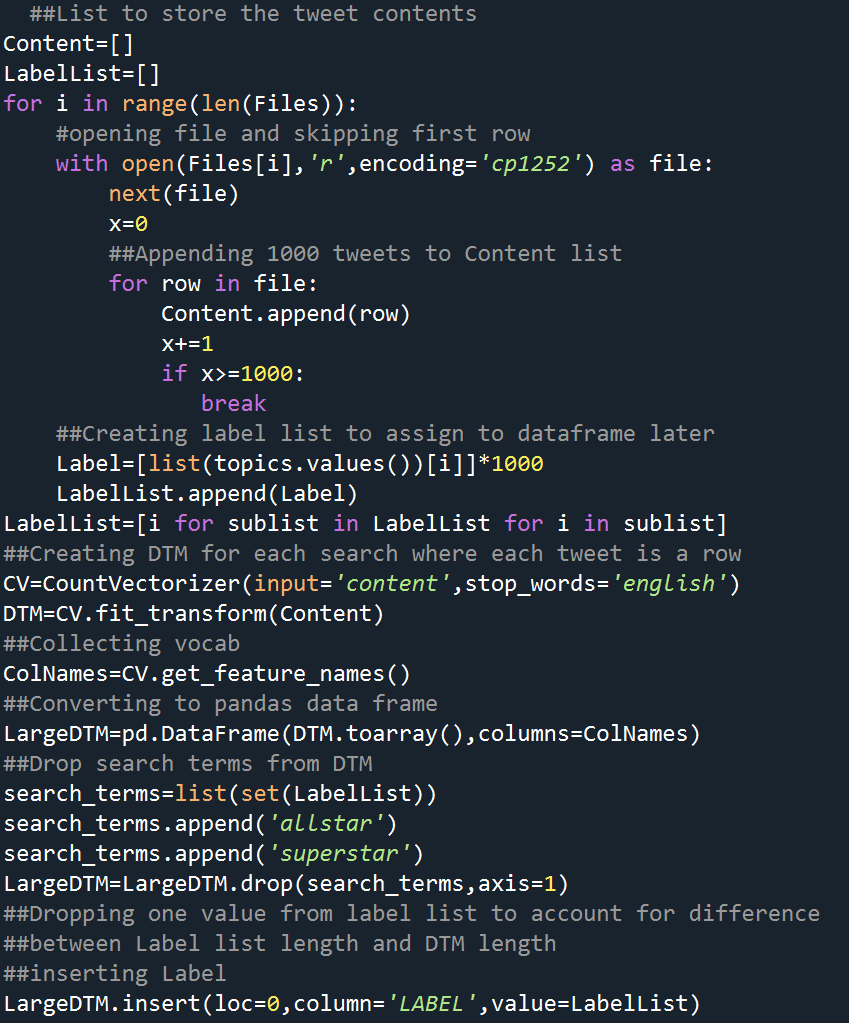 ##List to store the tweet contents
Content=[]
LabelList=[]
for i in range(len(Files)):
    #opening file and skipping first row
    with open(Files[i],'r',encoding='cp1252') as file:
        next(file)
        x=0
        ##Appending 1000 tweets to Content list
        for row in file:
            Content.append(row)
            x+=1
            if x>=1000:
               break
    ##Creating label list to assign to dataframe later
    Label=[list(topics.values())[i]]*1000
    LabelList.append(Label)
LabelList=[i for sublist in LabelList for i in sublist]
##Creating DTM for each search where each tweet is a row
CV=CountVectorizer(input='content',stop_words='english')
DTM=CV.fit_transform(Content)
##Collecting vocab
ColNames=CV.get_feature_names()
##Converting to pandas data frame
LargeDTM=pd.DataFrame(DTM.toarray(),columns=ColNames)
##Drop search terms from DTM
search_terms=list(set(LabelList))
search_terms.append('allstar')
search_terms.append('superstar')
LargeDTM=LargeDTM.drop(search_terms,axis=1)
##Dropping one value from label list to account for difference
##between Label list length and DTM length
##inserting Label
LargeDTM.insert(loc=0,column='LABEL',value=LabelList)